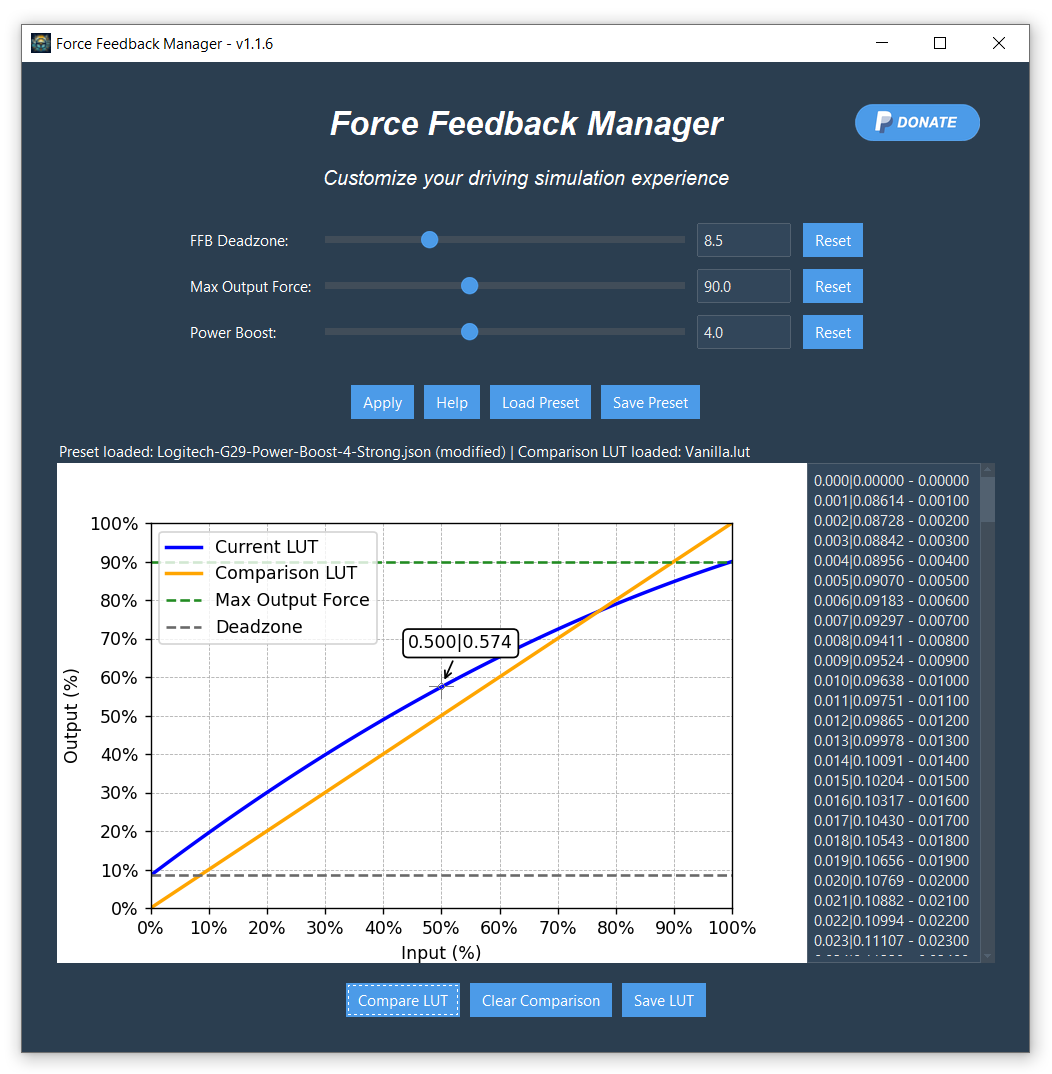 Force Feedback Manager - v1.1.6
Force Feedback Manager
DONATE
Customize your driving simulation experience
FFB Deadzone: 8.5 Reset
Max Output Force: 90.0 Reset
Power Boost: 4.0 Reset
Apply Help Load Preset Save Preset
Preset loaded: Logitech-G29-Power-Boost-4-Strong.json (modified) | Comparison LUT loaded: Vanilla.lut
Current LUT
Comparison LUT
Max Output Force
Deadzone
0.500|0.574
Output (%)
100%
90%
80%
70%
60%
50%
40%
30%
20%
10%
0%
0% 10% 20% 30% 40% 50% 60% 70% 80% 90% 100%
Input (%)
0.000|0.00000 - 0.00000
0.001|0.08614 - 0.00100
0.002|0.08728 - 0.00200
0.003|0.08842 - 0.00300
0.004|0.08956 - 0.00400
0.005|0.09070 - 0.00500
0.006|0.09183 - 0.00600
0.007|0.09297 - 0.00700
0.008|0.09411 - 0.00800
0.009|0.09524 - 0.00900
0.010|0.09638 - 0.01000
0.011|0.09751 - 0.01100
0.012|0.09865 - 0.01200
0.013|0.09978 - 0.01300
0.014|0.10091 - 0.01400
0.015|0.10204 - 0.01500
0.016|0.10317 - 0.01600
0.017|0.10430 - 0.01700
0.018|0.10543 - 0.01800
0.019|0.10656 - 0.01900
0.020|0.10769 - 0.02000
0.021|0.10882 - 0.02100
0.022|0.10994 - 0.02200
0.023|0.11107 - 0.02300
Compare LUT Clear Comparison Save LUT